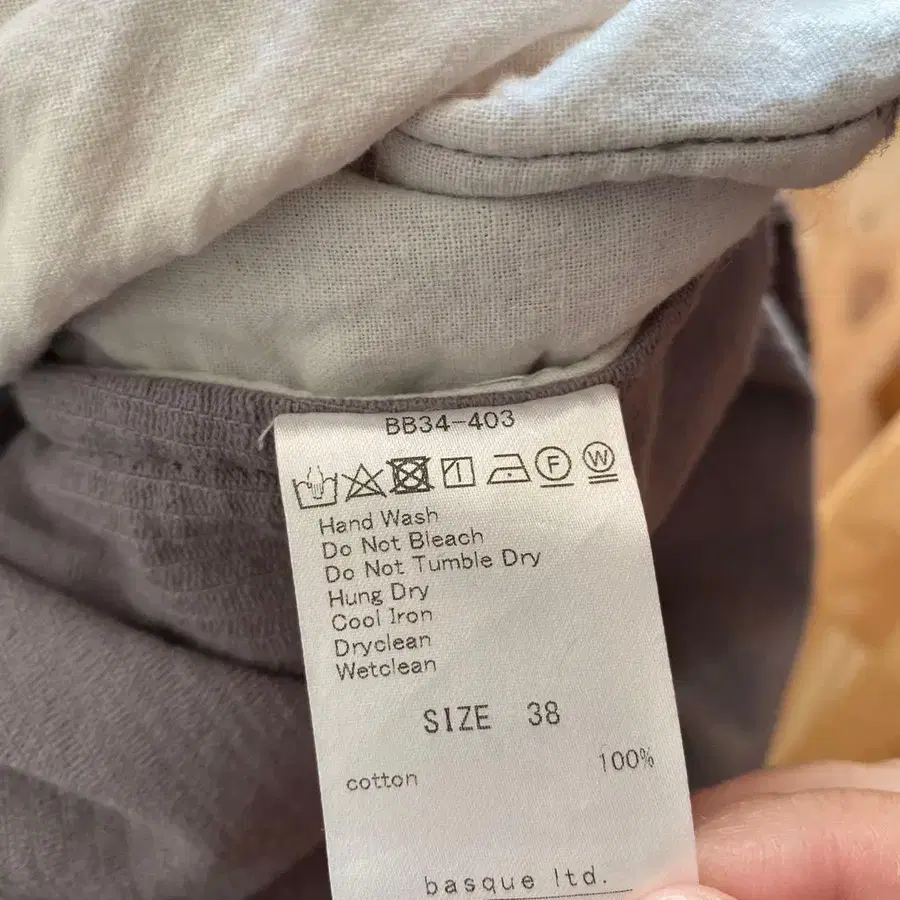 BB34-403
F W
Hand Wash
Do Not Bleach
Do Not Tumble Dry
Hung Dry
Cool Iron
Dryclean
Wetclean
SIZE 38
cotton 100%
basque ltd.